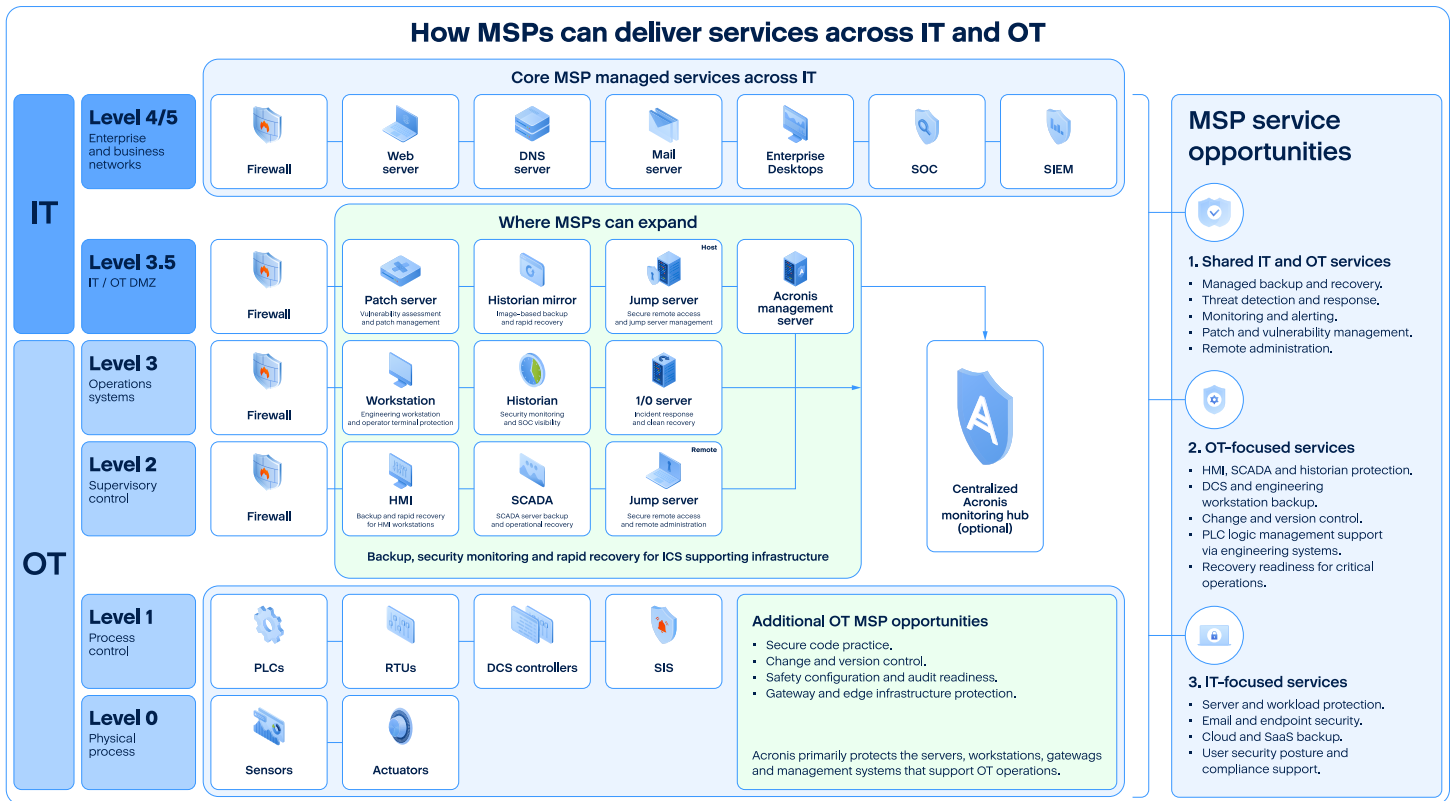 How MSPs can deliver services across IT and OT
IT
OT
Level 4/5
Enterprise
and business
networks
Core MSP managed services across IT
Firewall
Web
server
DNS
server
Mail
server
Enterprise
Desktops
SOC
SIEM
Level 3.5
IT / OT DMZ
Firewall
Where MSPs can expand
Patch server
Vulnerability assessment
and patch management
Historian mirror
Image-based backup
and rapid recovery
Host
Jump server
Secure remote access
and jump server management
Acronis
management
server
Level 3
Operations
systems
Firewall
Workstation
Engineering workstation
and operator terminal protection
Historian
Security monitoring
and SOC visibility
1/0 server
Incident response
and clean recovery
Level 2
Supervisory
control
Firewall
HMI
Backup and rapid recovery
for HMI workstations
SCADA
SCADA server backup
and operational recovery
Remote
Jump server
Secure remote access
and remote administration
Backup, security monitoring and rapid recovery for ICS supporting infrastructure
Centralized
Acronis
monitoring hub
(optional)
Level 1
Process
control
PLCs
RTUs
DCS controllers
SIS
Level 0
Physical
process
Sensors
Actuators
Additional OT MSP opportunities
▪ Secure code practice.
▪ Change and version control.
▪ Safety configuration and audit readiness.
▪ Gateway and edge infrastructure protection.
Acronis primarily protects the servers, workstations, gatewags
and management systems that support OT operations.
MSP service
opportunities
1. Shared IT and OT services
▪ Managed backup and recovery.
▪ Threat detection and response.
▪ Monitoring and alerting.
▪ Patch and vulnerability management.
▪ Remote administration.
2. OT-focused services
▪ HMI, SCADA and historian protection.
▪ DCS and engineering
workstation backup.
▪ Change and version control.
▪ PLC logic management support
via engineering systems.
▪ Recovery readiness for critical
operations.
3. IT-focused services
▪ Server and workload protection.
▪ Email and endpoint security.
▪ Cloud and SaaS backup.
▪ User security posture and
compliance support.